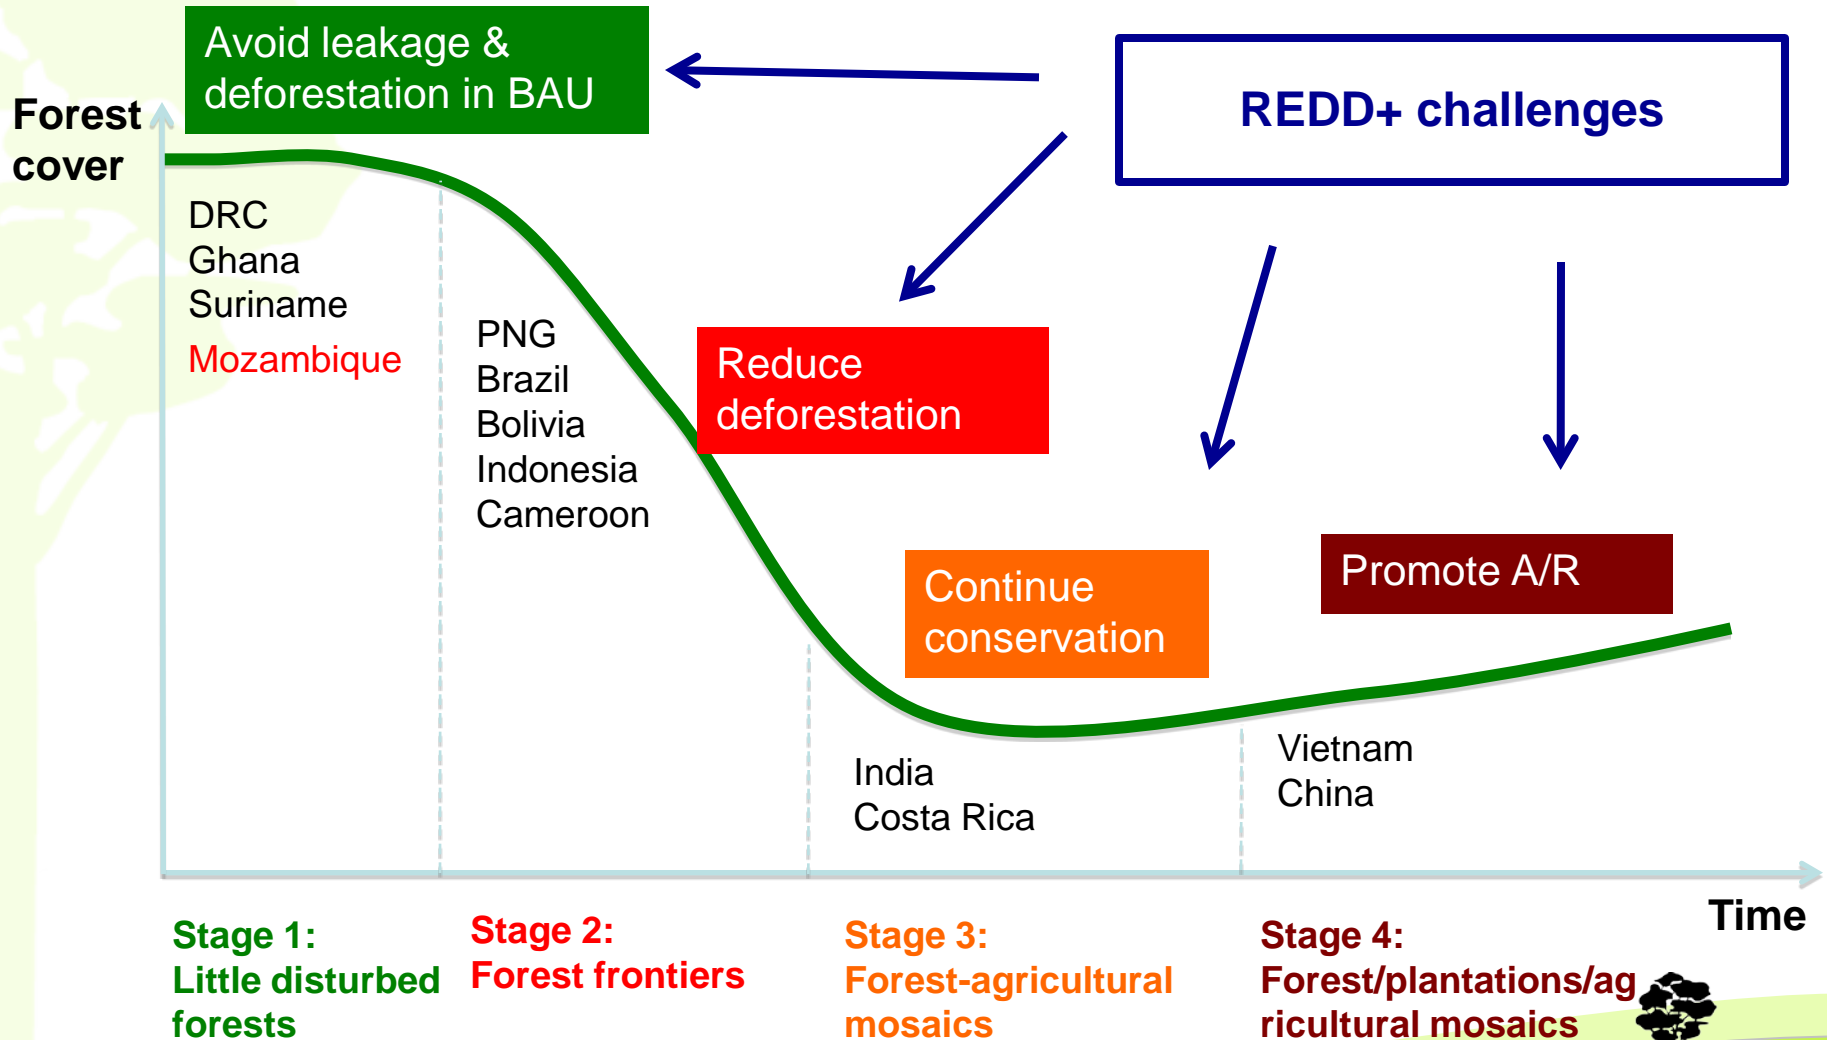 Avoid leakage &
deforestation in BAU
REDD+ challenges
Forest
cover
DRC
Ghana
Suriname
Mozambique
PNG
Brazil
Bolivia
Indonesia
Cameroon
Reduce
deforestation
Continue
conservation
Promote A/R
India
Costa Rica
Vietnam
China
Time
Stage 1:
Little disturbed
forests
Stage 2:
Forest frontiers
Stage 3:
Forest-agricultural
mosaics
Stage 4:
Forest/plantations/ag
ricultural mosaics